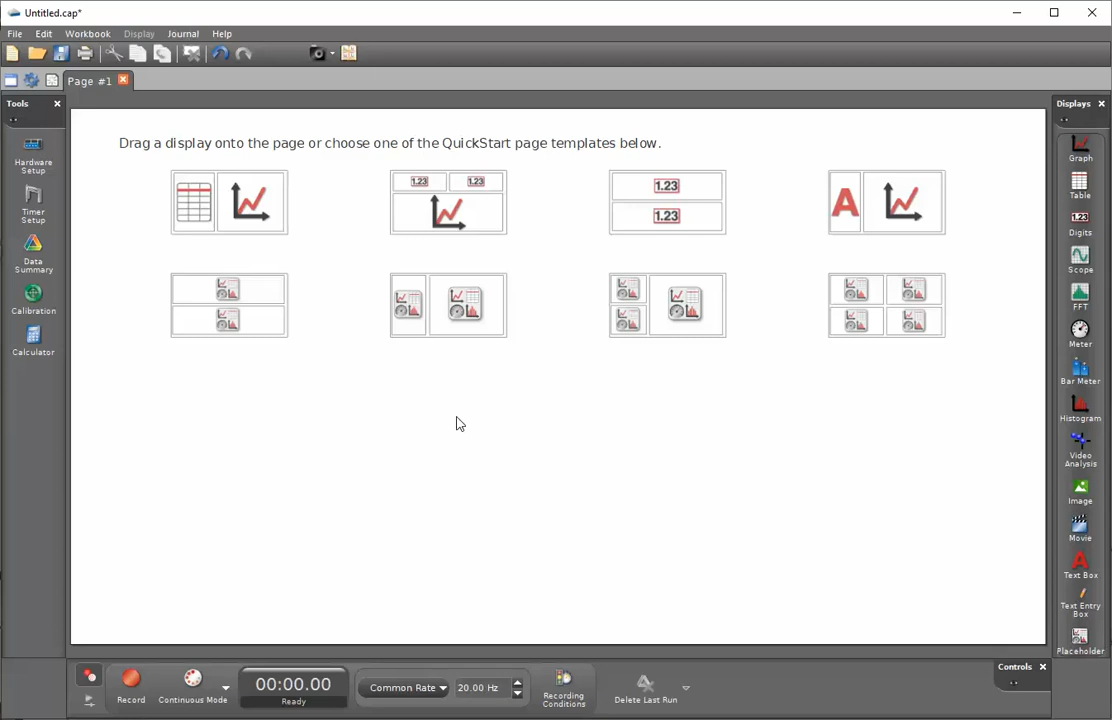 Untitled.cap*
File Edit Workbook Display Journal Help
Page #1
Tools
Displays
Hardware
Setup
Timer
Setup
Data
Summary
Calibration
Calculator
Drag a display onto the page or choose one of the QuickStart page templates below.
1.23 1.23
1.23
1.23
A
Graph
Table
1.23
Digits
Scope
FFT
Meter
Bar Meter
Histogram
Video
Analysis
Image
Movie
A
Text Box
Text Entry
Box
Placeholder
Record
Continuous Mode
00:00.00
Ready
Common Rate
20.00 Hz
Recording
Conditions
Delete Last Run
Controls